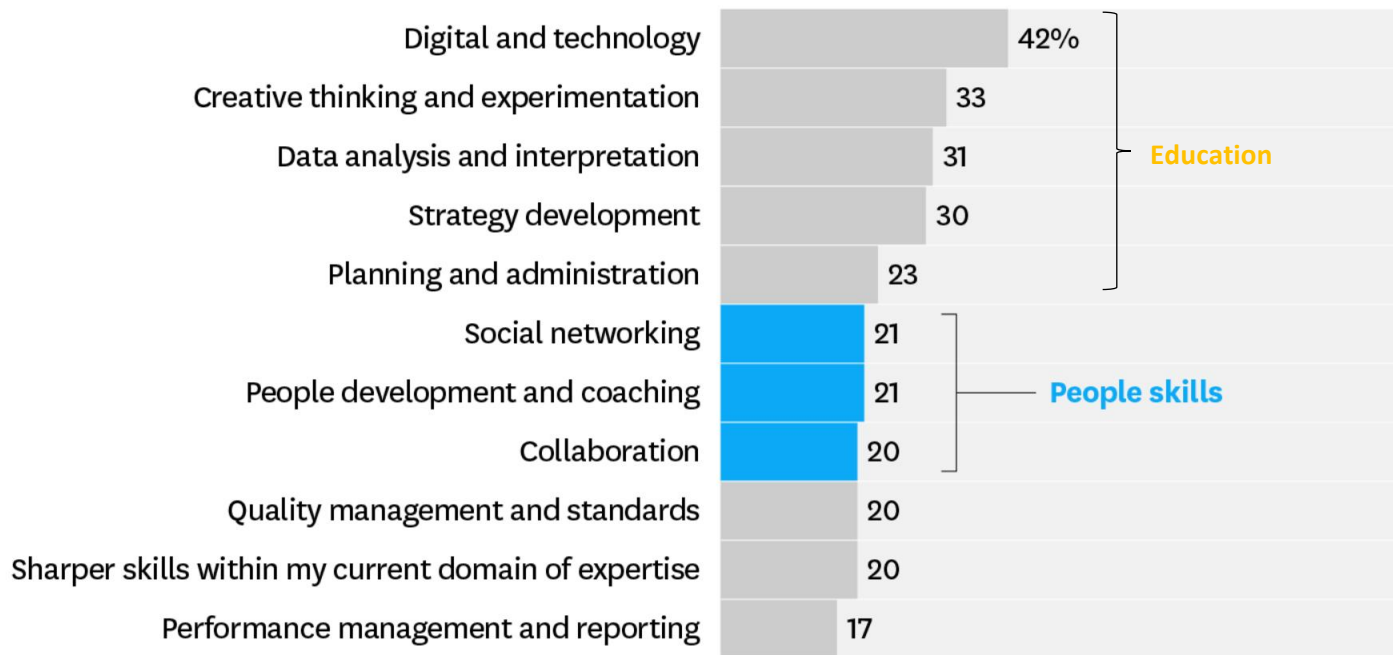 Digital and technology 42%
Creative thinking and experimentation 33
Data analysis and interpretation 31
Education
Strategy development 30
Planning and administration 23
Social networking 21
People development and coaching 21
People skills
Collaboration 20
Quality management and standards 20
Sharper skills within my current domain of expertise 20
Performance management and reporting 17